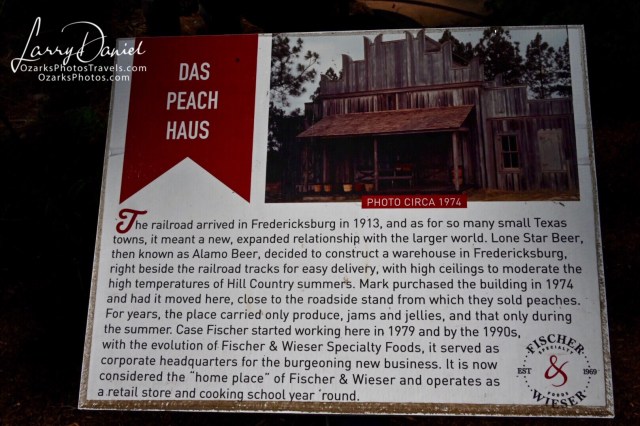 Larry Daniel
OzarksPhotosTravels.com
OzarksPhotos.com
DAS
PEACH
HAUS
PHOTO CIRCA 1974
The railroad arrived in Fredericksburg in 1913, and as for so many small Texas
towns, it meant a new, expanded relationship with the larger world. Lone Star Beer,
then known as Alamo Beer, decided to construct a warehouse in Fredericksburg,
right beside the railroad tracks for easy delivery, with high ceilings to moderate the
high temperatures of Hill Country summers. Mark purchased the building in 1974
and had it moved here, close to the roadside stand from which they sold peaches.
For years, the place carried only produce, jams and jellies, and that only during
the summer. Case Fischer started working here in 1979 and by the 1990s,
with the evolution of Fischer & Wieser Specialty Foods, it served as
corporate headquarters for the burgeoning new business. It is now
considered the "home place" of Fischer & Wieser and operates as
a retail store and cooking school year 'round.
FISCHER
SPECIALTY
EST & 1969
FOODS
WIESER